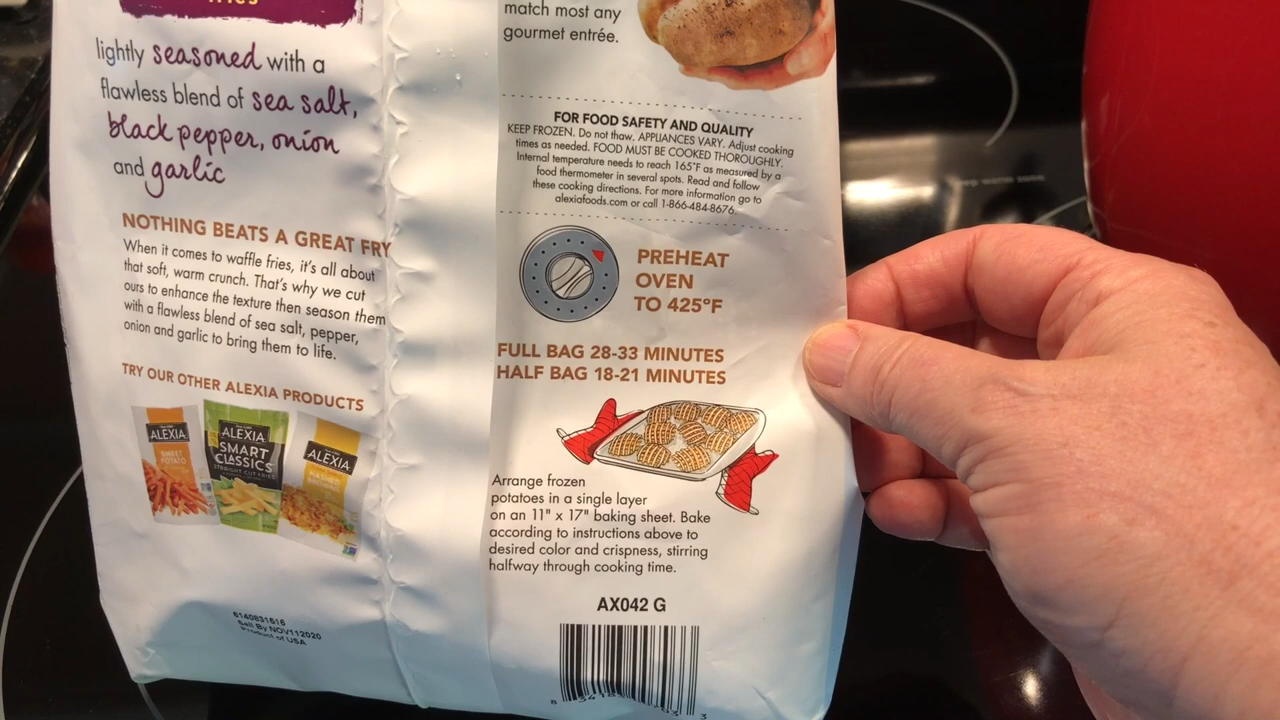 lightly seasoned with a
flawless blend of sea salt,
black pepper, onion
and garlic
NOTHING BEATS A GREAT FRY
When it comes to waffle fries, it's all about
that soft, warm crunch. That's why we cut
ours to enhance the texture then season them
with a flawless blend of sea salt, pepper,
onion and garlic to bring them to life.
TRY OUR OTHER ALEXIA PRODUCTS
ALEXIA
SWEET
POTATO
ALEXIA
SMART
CLASSICS
STRAIGHT CUT FRIES
ALEXIA
6140831616
Sell By NOV112020
Product of USA
match most any
gourmet entrée.
FOR FOOD SAFETY AND QUALITY
KEEP FROZEN. Do not thaw. APPLIANCES VARY. Adjust cooking
times as needed. FOOD MUST BE COOKED THOROUGHLY.
Internal temperature needs to reach 165°F as measured by a
food thermometer in several spots. Read and follow
these cooking directions. For more information go to
alexiafoods.com or call 1-866-484-8676.
PREHEAT
OVEN
TO 425°F
FULL BAG 28-33 MINUTES
HALF BAG 18-21 MINUTES
Arrange frozen
potatoes in a single layer
on an 11" x 17" baking sheet. Bake
according to instructions above to
desired color and crispness, stirring
halfway through cooking time.
AX042 G